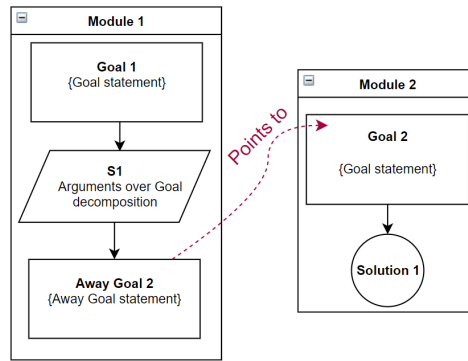 Module 1
Goal 1
{Goal statement}
S1
Arguments over Goal
decomposition
Away Goal 2
{Away Goal statement}
Points to
Module 2
Goal 2
{Goal statement}
Solution 1